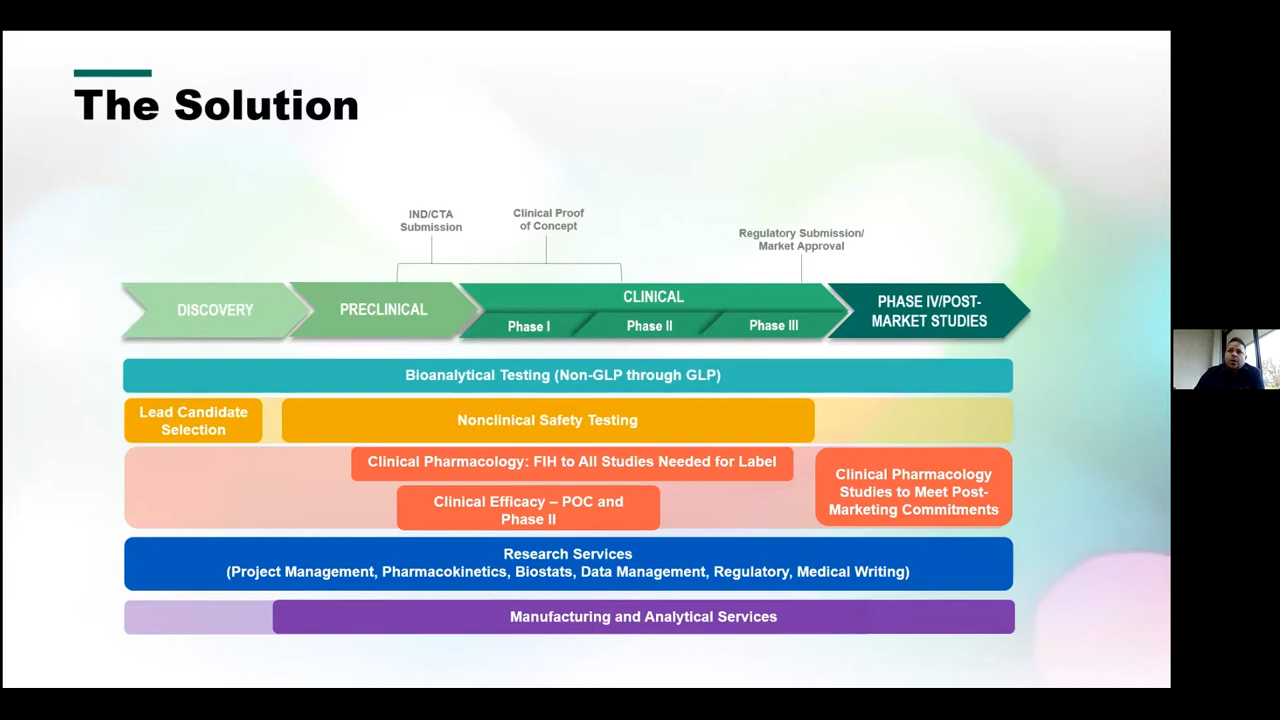 The Solution
IND/CTA
Submission
Clinical Proof
of Concept
Regulatory Submission/
Market Approval
DISCOVERY
PRECLINICAL
CLINICAL
Phase I
Phase II
Phase III
PHASE IV/POST-
MARKET STUDIES
Bioanalytical Testing (Non-GLP through GLP)
Lead Candidate
Selection
Nonclinical Safety Testing
Clinical Pharmacology: FIH to All Studies Needed for Label
Clinical Efficacy – POC and
Phase II
Clinical Pharmacology
Studies to Meet Post-
Marketing Commitments
Research Services
(Project Management, Pharmacokinetics, Biostats, Data Management, Regulatory, Medical Writing)
Manufacturing and Analytical Services